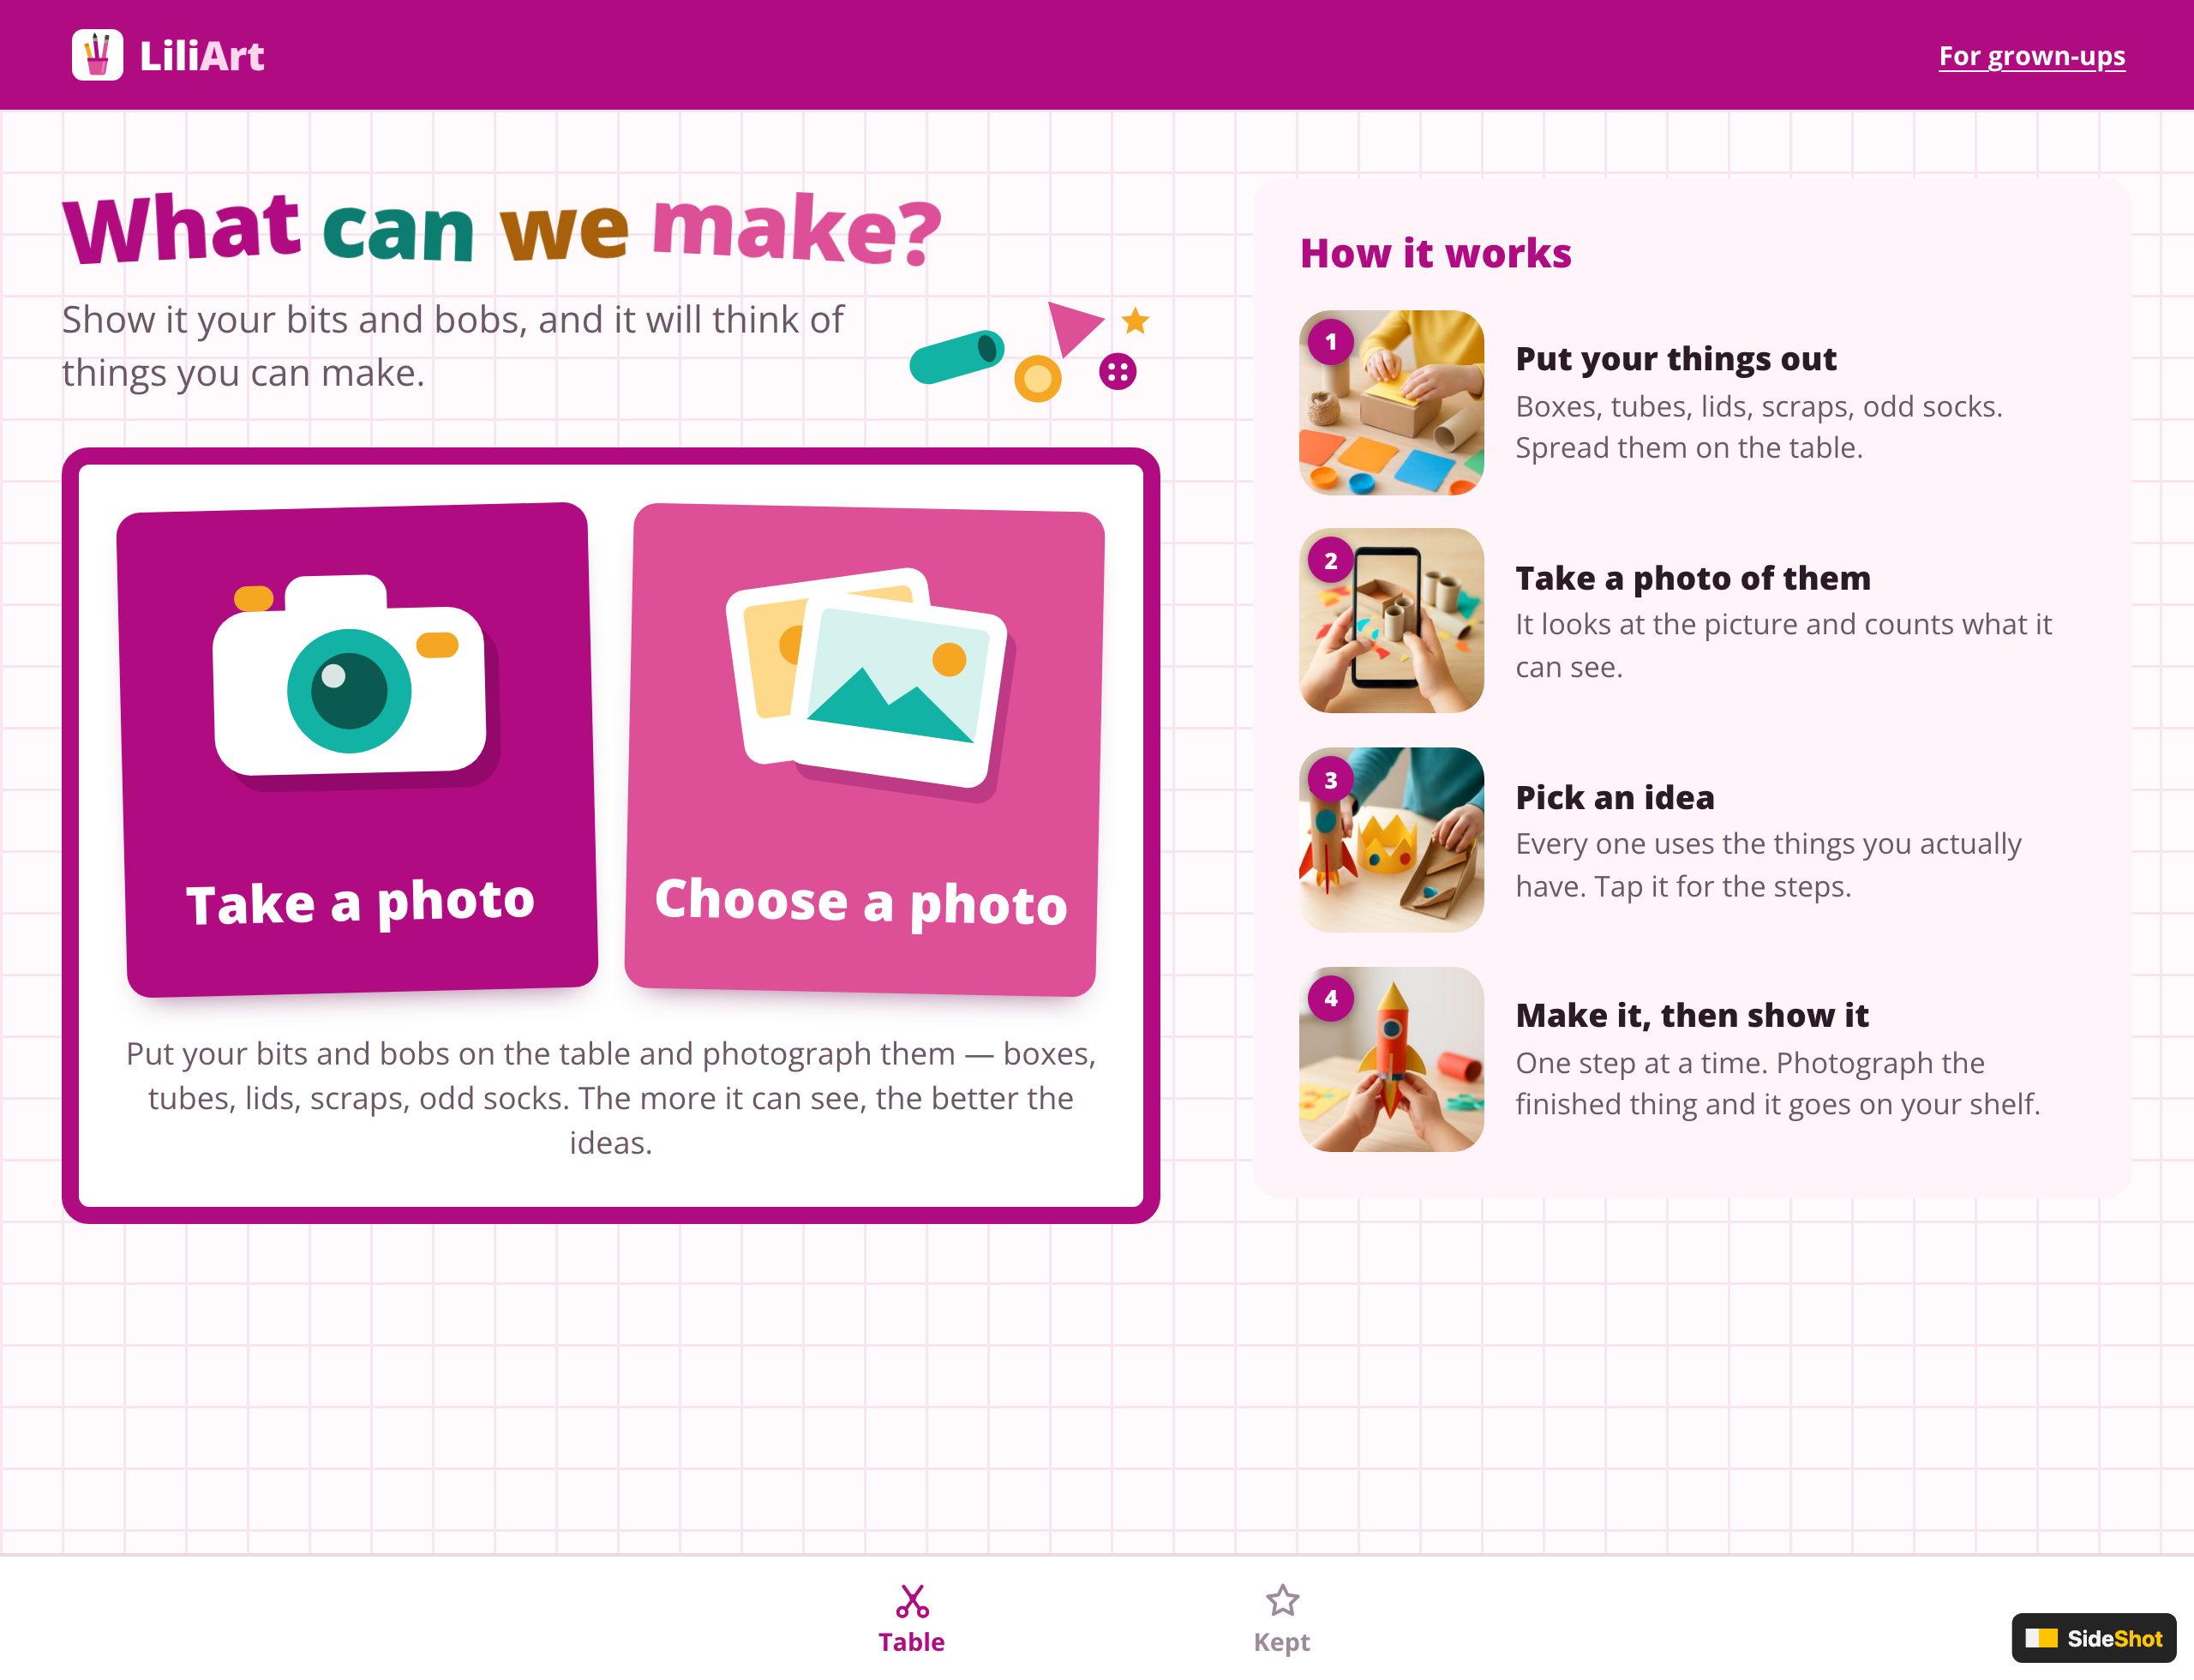 LiliArt
For grown-ups
What can we make?
Show it your bits and bobs, and it will think of
things you can make.
Take a photo
Choose a photo
Put your bits and bobs on the table and photograph them — boxes,
tubes, lids, scraps, odd socks. The more it can see, the better the
ideas.
How it works
1
Put your things out
Boxes, tubes, lids, scraps, odd socks.
Spread them on the table.
2
Take a photo of them
It looks at the picture and counts what it
can see.
3
Pick an idea
Every one uses the things you actually
have. Tap it for the steps.
4
Make it, then show it
One step at a time. Photograph the
finished thing and it goes on your shelf.
Table
Kept
SideShot